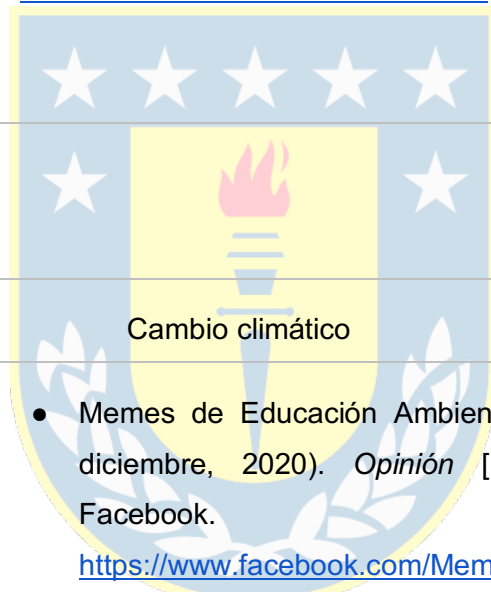 Cambio climático
● Memes de Educación Ambien
diciembre, 2020). Opinión [
Facebook.
https://www.facebook.com/Mem